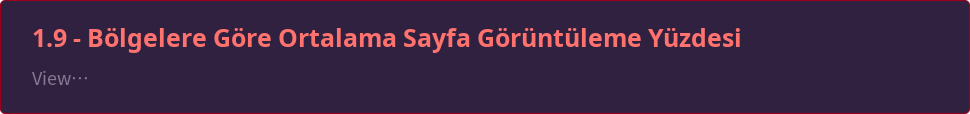 1.9 - Bölgelere Göre Ortalama Sayfa Görüntüleme Yüzdesi
View⋯